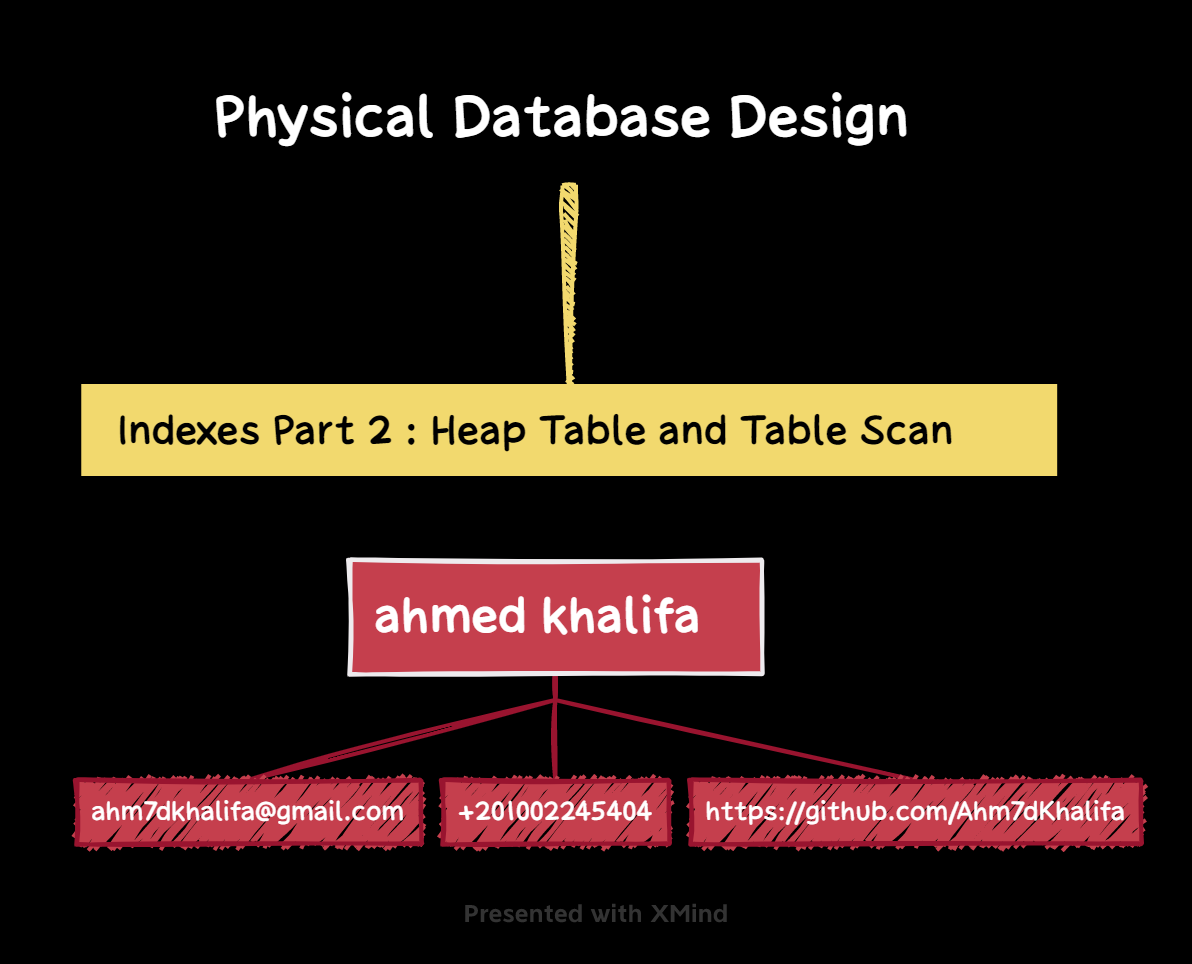 Physical Database Design
Indexes Part 2 : Heap Table and Table Scan
ahmed khalifa
ahm7dkhalifa@gmail.com
+201002245404
https://github.com/Ahm7dKhalifa
Presented with XMind